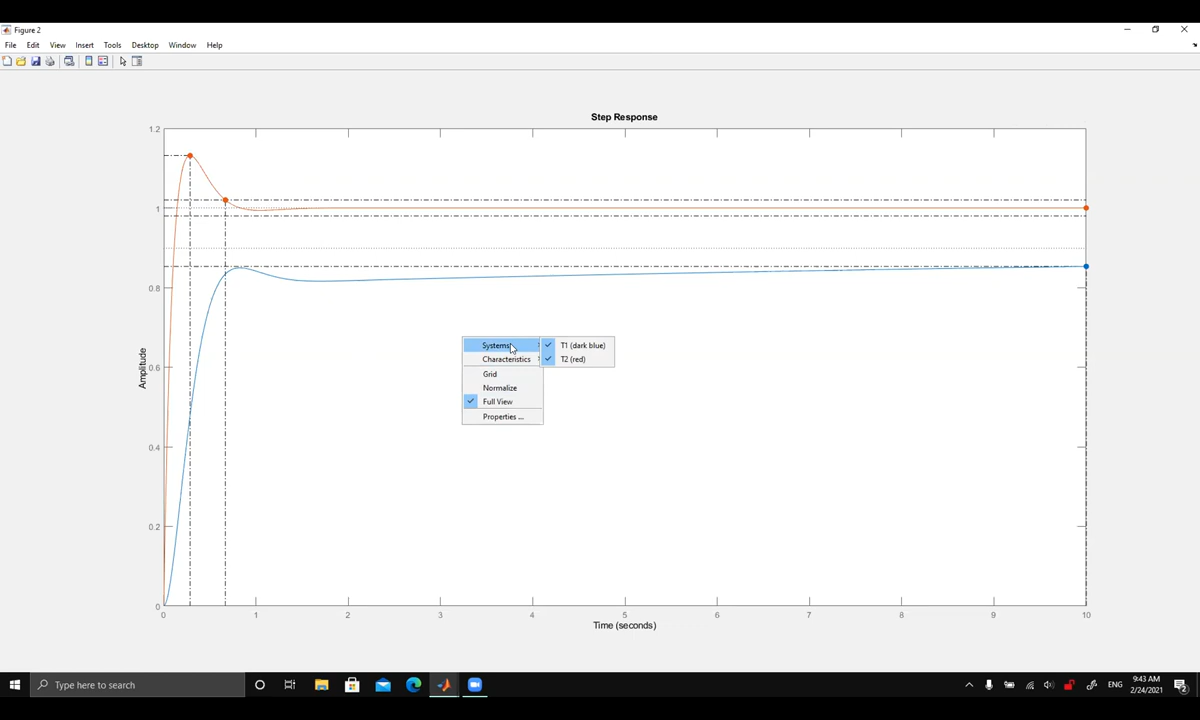 Figure 2
File Edit View Insert Tools Desktop Window Help
Step Response
1.2
1
0.8
0.6
0.4
0.2
0
Amplitude
Systems
T1 (dark blue)
Characteristics
T2 (red)
Grid
Normalize
Full View
Properties ...
0 1 2 3 4 5 6 7 8 9 10
Time (seconds)
Type here to search
ENG
9:43 AM
2/24/2021
2